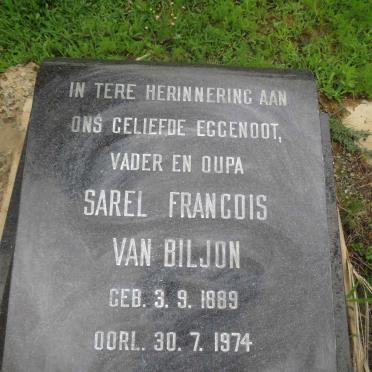 IN TERE HERINNERING AAN
ONS GELIEFDE EGGENOOT,
VADER EN OUPA
SAREL FRANCOIS
VAN BILJON
GEB. 3. 9. 1889
OORL. 30. 7. 1974